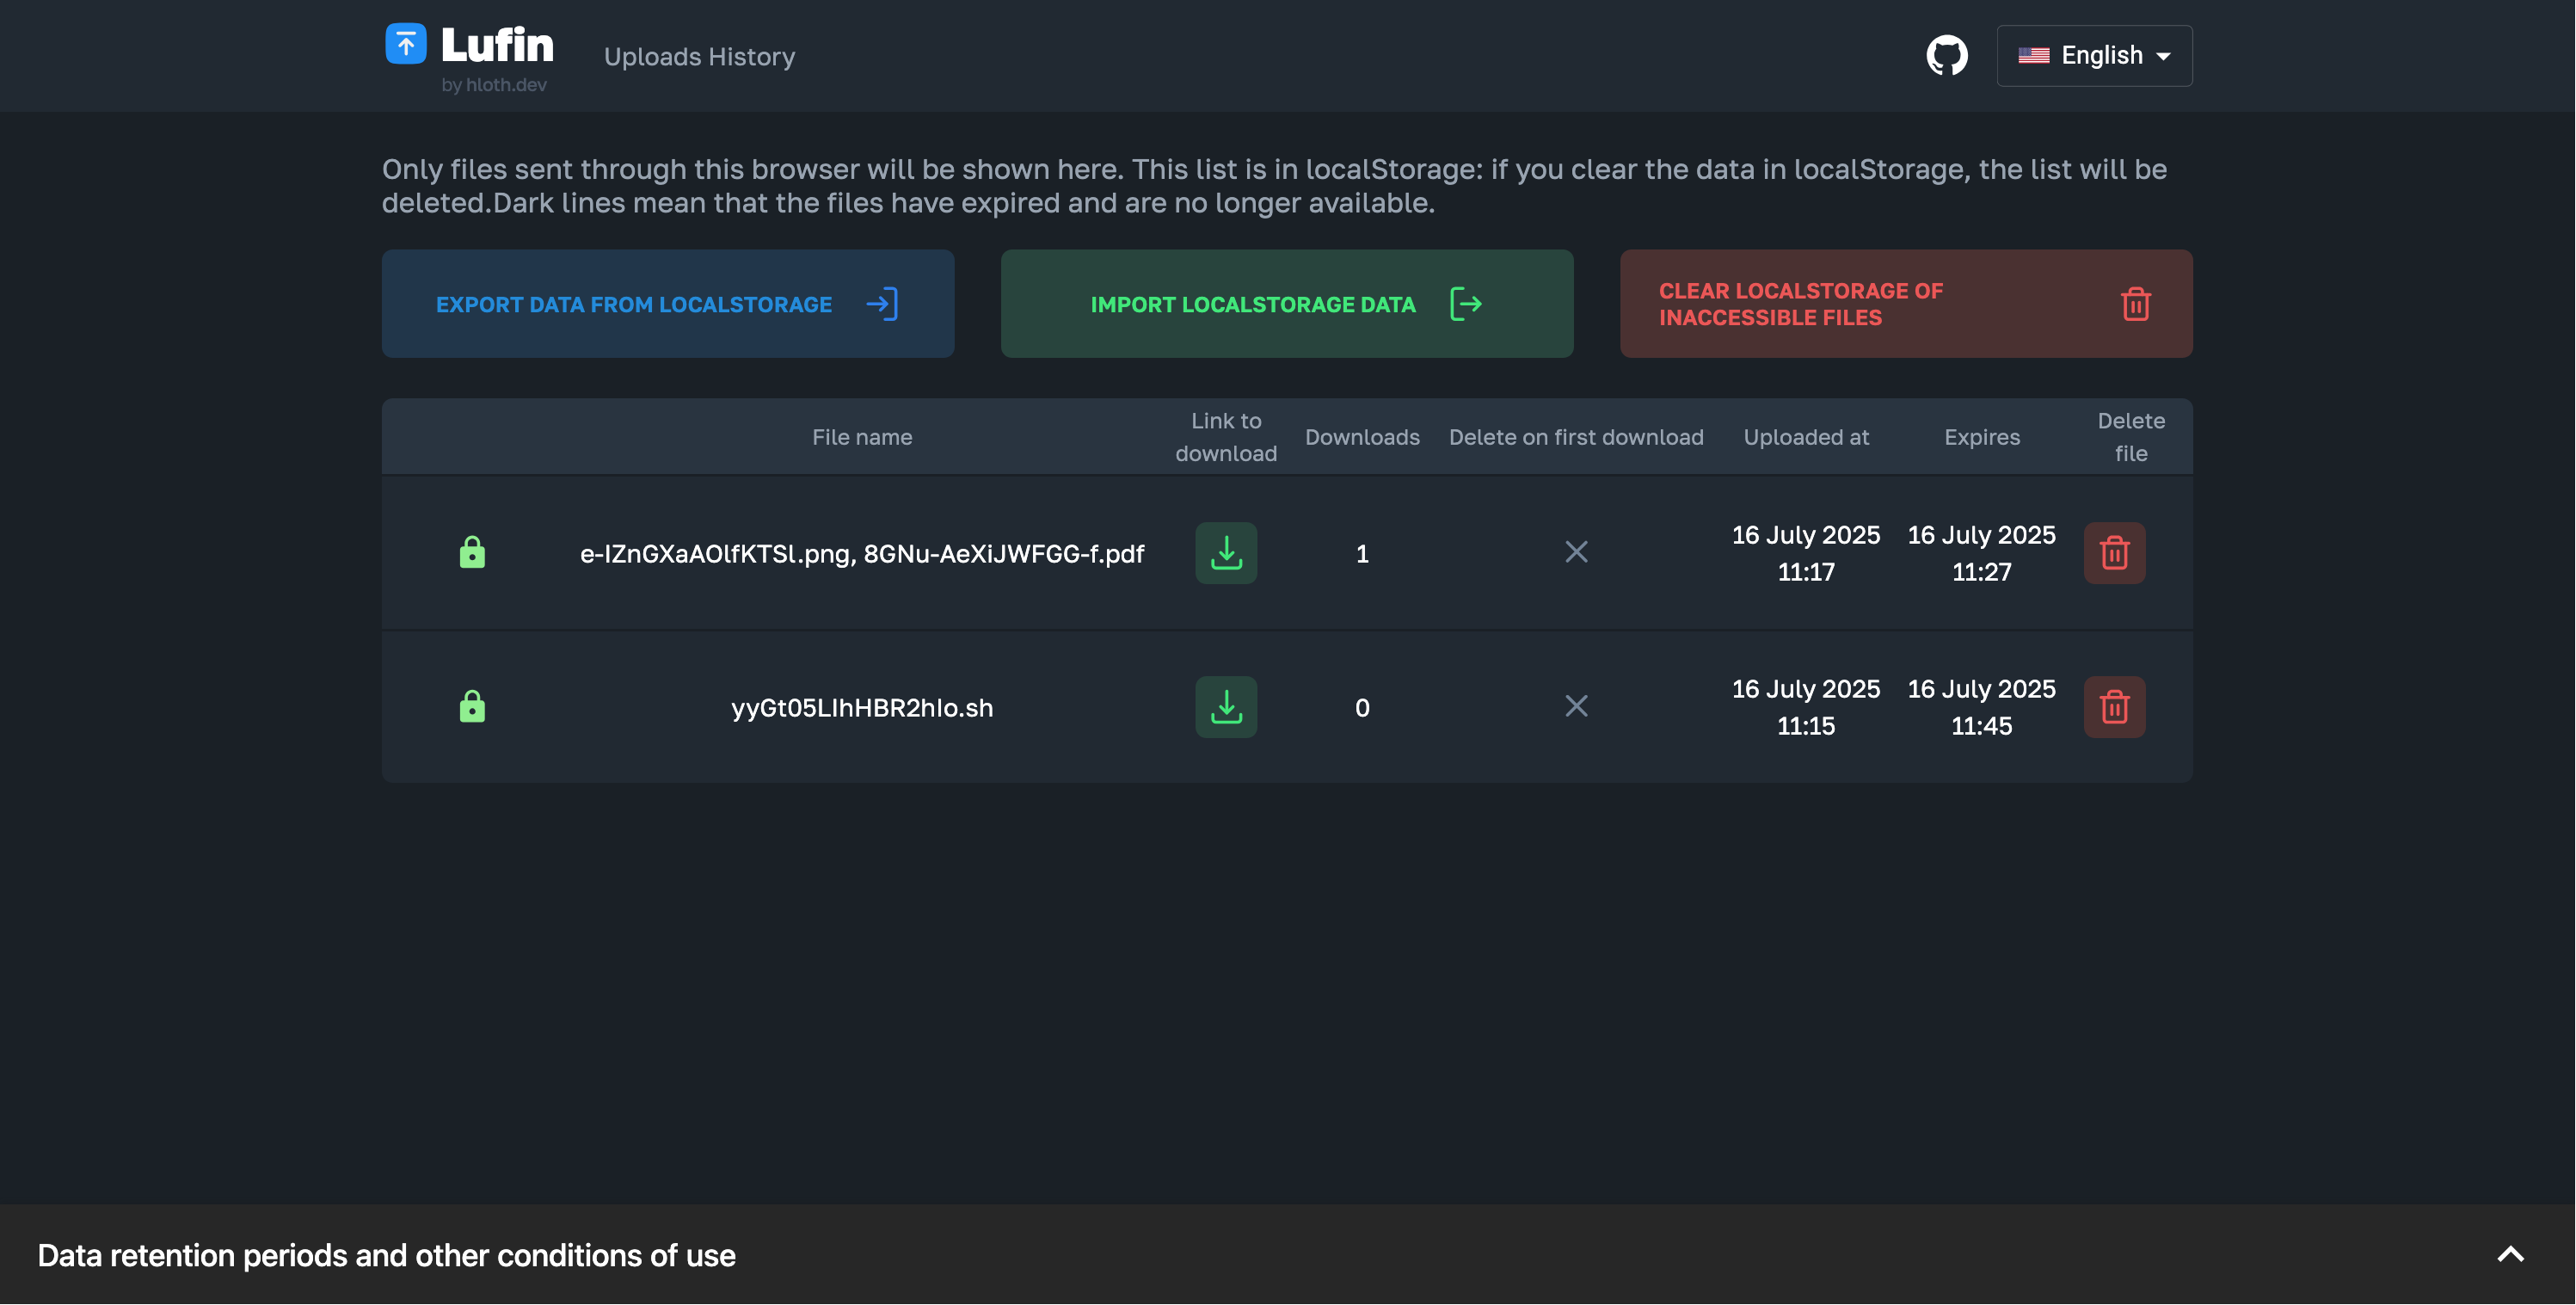 Lufin
by hloth.dev
Uploads History
English
Only files sent through this browser will be shown here. This list is in localStorage: if you clear the data in localStorage, the list will be
deleted.Dark lines mean that the files have expired and are no longer available.
EXPORT DATA FROM LOCALSTORAGE
IMPORT LOCALSTORAGE DATA
CLEAR LOCALSTORAGE OF
INACCESSIBLE FILES
File name
Link to
download
Downloads
Delete on first download
Uploaded at
Expires
Delete
file
e-IZnGXaAOlfKTSl.png, 8GNu-AeXiJWFGG-f.pdf
1
16 July 2025
11:17
16 July 2025
11:27
yyGt05LIhHBR2hIo.sh
0
16 July 2025
11:15
16 July 2025
11:45
Data retention periods and other conditions of use